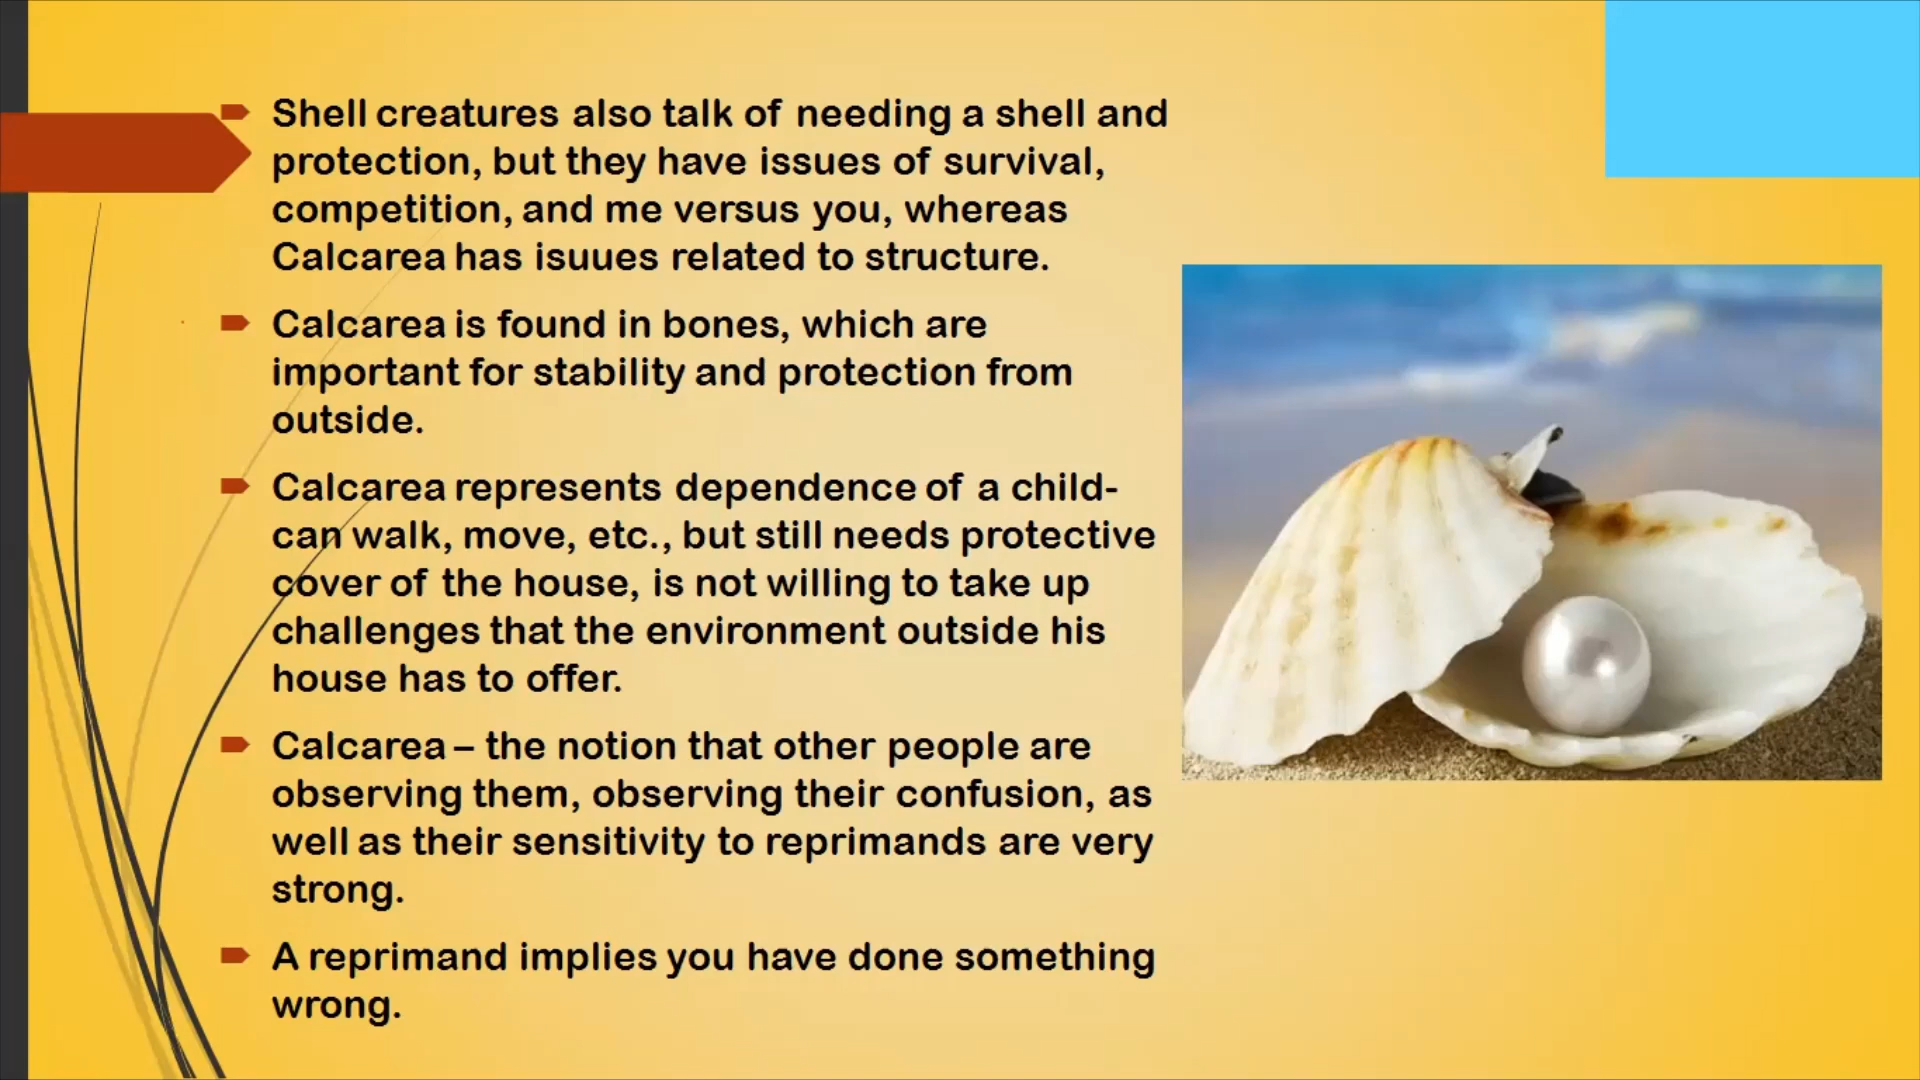 Shell creatures also talk of needing a shell and
protection, but they have issues of survival,
competition, and me versus you, whereas
Calcarea has isuues related to structure.
Calcarea is found in bones, which are
important for stability and protection from
outside.
Calcarea represents dependence of a child-
can walk, move, etc., but still needs protective
cover of the house, is not willing to take up
challenges that the environment outside his
house has to offer.
Calcarea – the notion that other people are
observing them, observing their confusion, as
well as their sensitivity to reprimands are very
strong.
A reprimand implies you have done something
wrong.